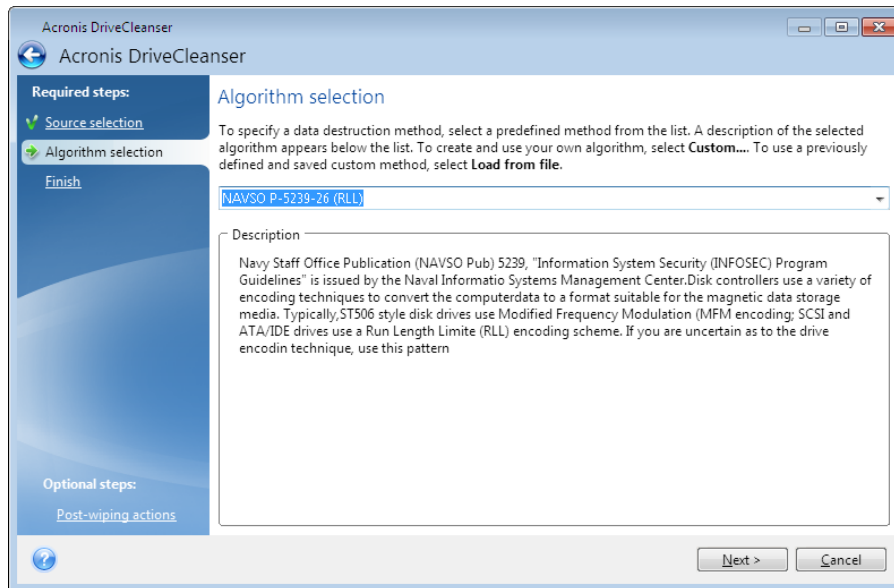 Acronis DriveCleanser
Acronis DriveCleanser
Required steps:
Source selection
Algorithm selection
Finish
Optional steps:
Post-wiping actions
Algorithm selection
To specify a data destruction method, select a predefined method from the list. A description of the selected
algorithm appears below the list. To create and use your own algorithm, select Custom.... To use a previously
defined and saved custom method, select Load from file.
NAVSO P-5239-26 (RLL)
Description
Navy Staff Office Publication (NAVSO Pub) 5239, "Information System Security (INFOSEC) Program
Guidelines" is issued by the Naval Informatio Systems Management Center.Disk controllers use a variety of
encoding techniques to convert the computerdata to a format suitable for the magnetic data storage
media. Typically,ST506 style disk drives use Modified Frequency Modulation (MFM encoding; SCSI and
ATA/IDE drives use a Run Length Limite (RLL) encoding scheme. If you are uncertain as to the drive
encodin technique, use this pattern
?
Next >
Cancel